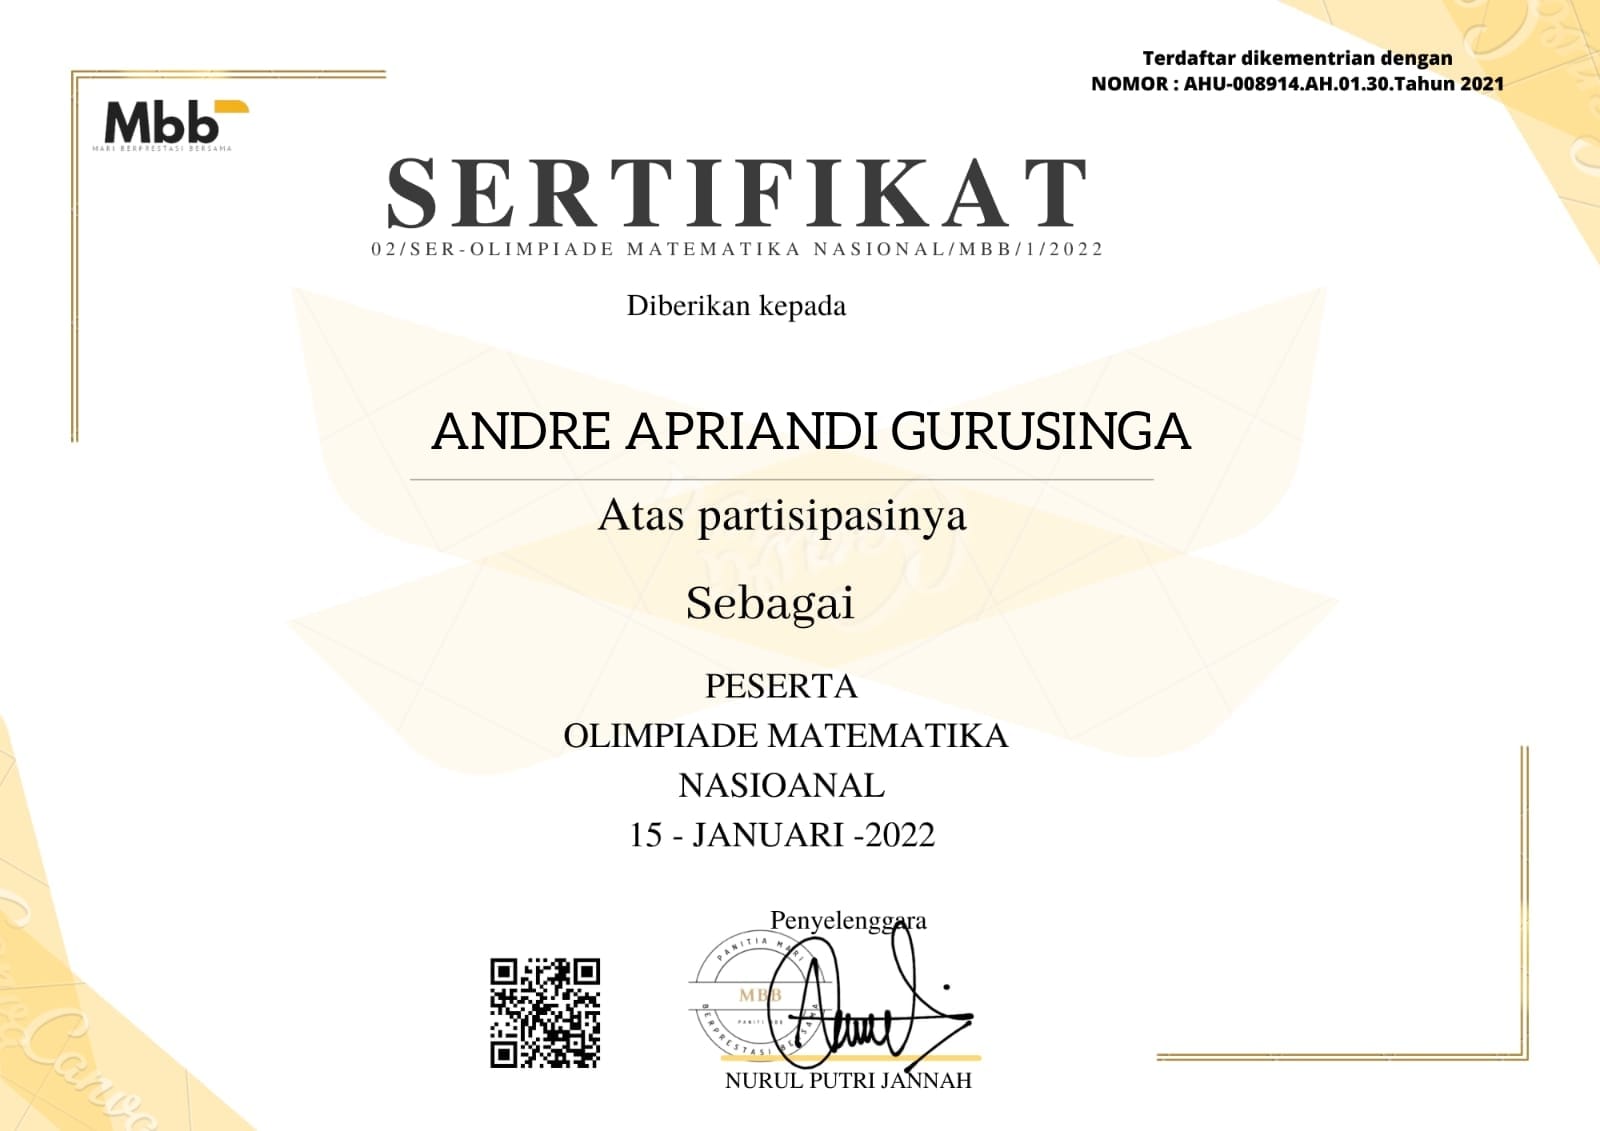 Terdaftar dikementrian dengan
NOMOR : AHU-008914.AH.01.30.Tahun 2021
Mbb
MARI BERPRESTASI BERSAMA
SERTIFIKAT
02/SER-OLIMPIADE MATEMATIKA NASIONAL/MBB/1/2022
Diberikan kepada
ANDRE APRIANDI GURUSINGA
Atas partisipasinya
Sebagai
PESERTA
OLIMPIADE MATEMATIKA
NASIOANAL
15 - JANUARI -2022
Penyelenggara
PANITIA MARI
MBB
BERPRESTASI BERSAMA
NURUL PUTRI JANNAH
Canva